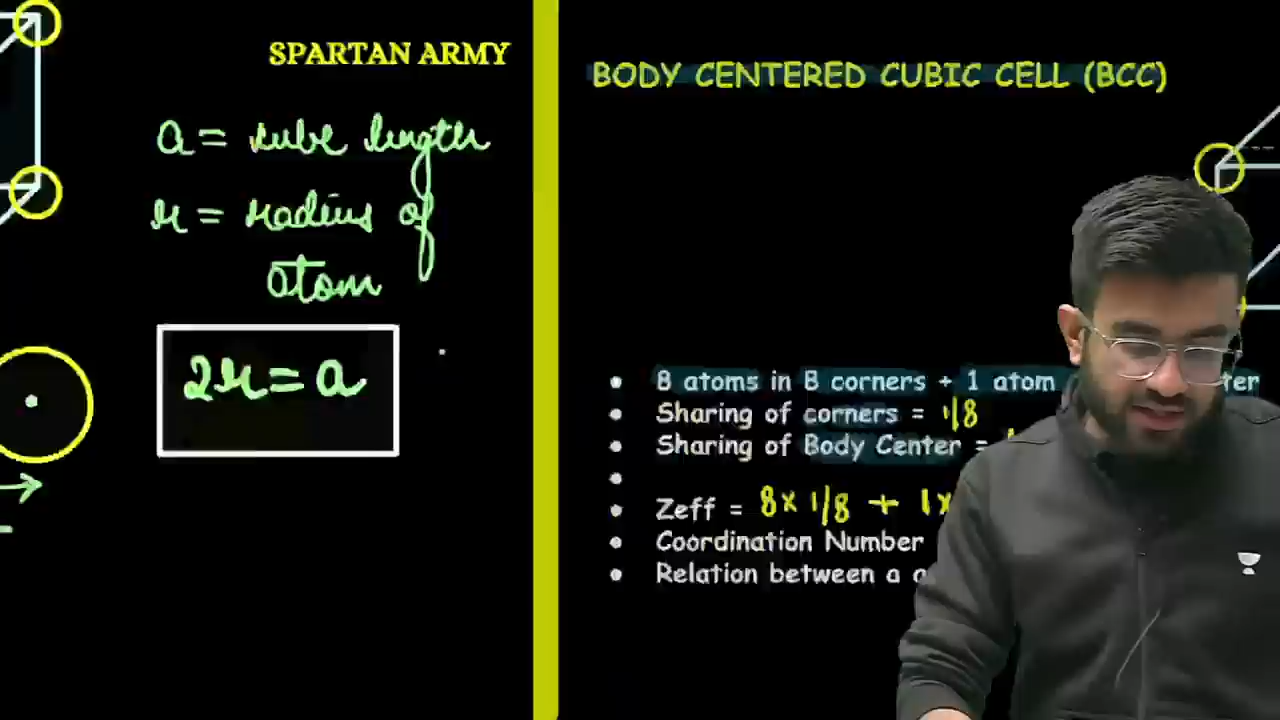 SPARTAN ARMY
a = cube length
r = radius of
atom
2r = a
BODY CENTERED CUBIC CELL (BCC)
8 atoms in 8 corners + 1 atom
Sharing of corners = 1/8
Sharing of Body Center =
Zeff = 8 x 1/8 + 1 x
Coordination Number
Relation between a